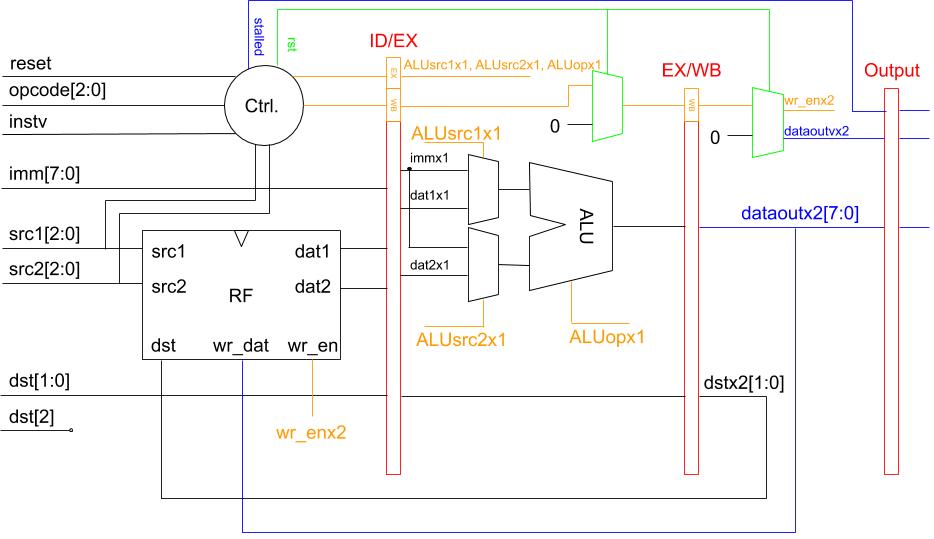 stalled
rst
ID/EX
reset
ALUsrc1x1, ALUsrc2x1, ALUopx1
EX
EX/WB
Output
opcode[2:0]
Ctrl.
WB
WB
wr_enx2
instv
0
0
dataoutvx2
ALUsrc1x1
immx1
imm[7:0]
dat1x1
ALU
dataoutx2[7:0]
src1[2:0]
src1
dat1
dat2x1
src2[2:0]
src2
RF
dat2
ALUsrc2x1
ALUopx1
dst
wr_dat
wr_en
dst[1:0]
dstx2[1:0]
dst[2]
wr_enx2